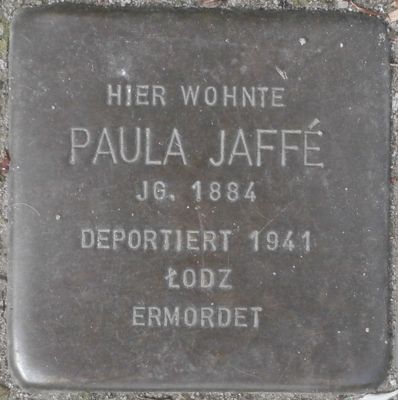 HIER WOHNTE
PAULA JAFFÉ
JG. 1884
DEPORTIERT 1941
ŁODZ
ERMORDET